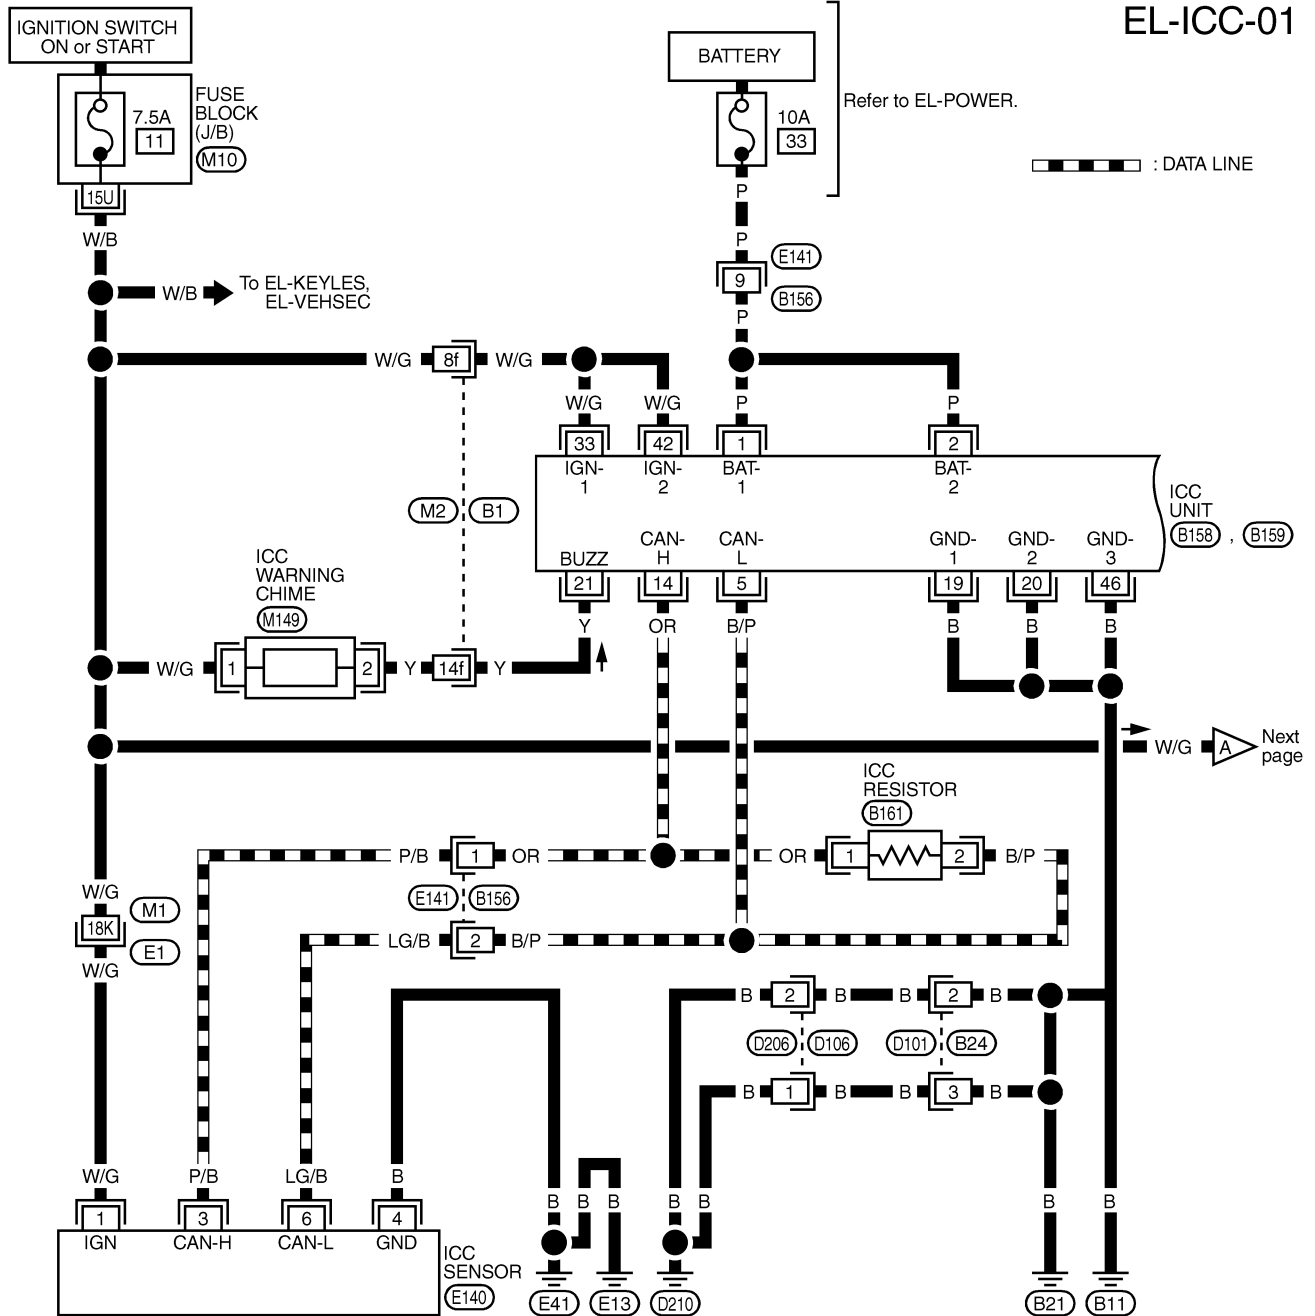 EL-ICC-01
IGNITION SWITCH
ON or START
BATTERY
FUSE
BLOCK
(J/B)
M10
7.5A
11
10A
33
Refer to EL-POWER.
: DATA LINE
15U
P
W/B
P
E141
9
B156
W/B
To EL-KEYLES,
EL-VEHSEC
P
W/G
8f
W/G
W/G
W/G
P
P
33
42
1
2
IGN-
1
IGN-
2
BAT-
1
BAT-
2
M2
B1
ICC
UNIT
B158
,
B159
BUZZ
CAN-
H
CAN-
L
GND-
1
GND-
2
GND-
3
21
14
5
19
20
46
ICC
WARNING
CHIME
M149
Y
OR
B/P
B
B
B
W/G
1
2
Y
14f
Y
W/G
A
Next
page
ICC
RESISTOR
B161
P/B
1
OR
OR
1
2
B/P
W/G
E141
B156
M1
18K
E1
LG/B
2
B/P
W/G
B
2
B
B
2
B
D206
D106
D101
B24
B
1
B
B
3
B
W/G
P/B
LG/B
B
B
B
B
B
B
B
B
1
3
6
4
IGN
CAN-H
CAN-L
GND
ICC
SENSOR
E140
E41
E13
D210
B21
B11